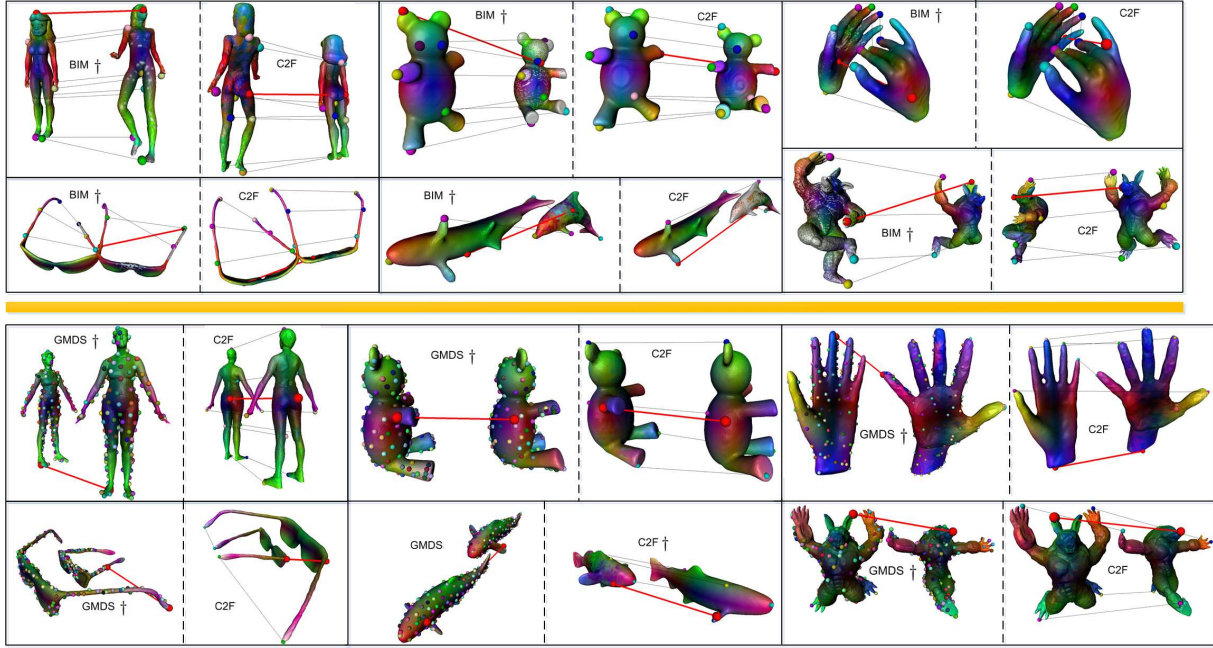 BIM †
C2F
BIM †
C2F
BIM †
C2F
BIM †
C2F
BIM †
C2F
BIM †
C2F
GMDS †
C2F
GMDS †
C2F
GMDS †
C2F
GMDS †
C2F
GMDS
C2F †
GMDS †
C2F